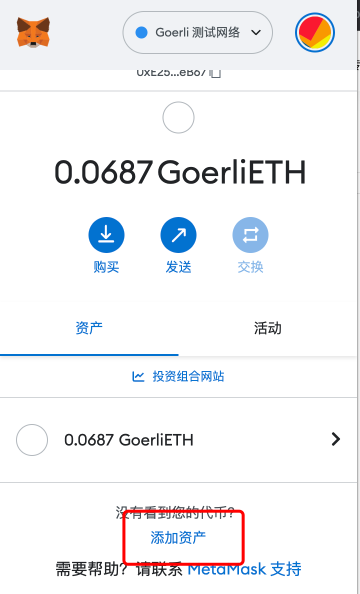 Goerli 测试网络
0xE25...eB67
0.0687 GoerliETH
购买
发送
交换
资产
活动
投资组合网站
0.0687 GoerliETH
没有看到您的代币？
添加资产
需要帮助？请联系 MetaMask 支持